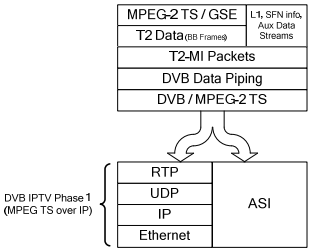 MPEG-2 TS / GSE
L1, SFN info,
Aux Data
Streams
T2 Data (BB Frames)
T2-MI Packets
DVB Data Piping
DVB / MPEG-2 TS
DVB IPTV Phase 1
(MPEG TS over IP)
RTP
UDP
IP
Ethernet
ASI